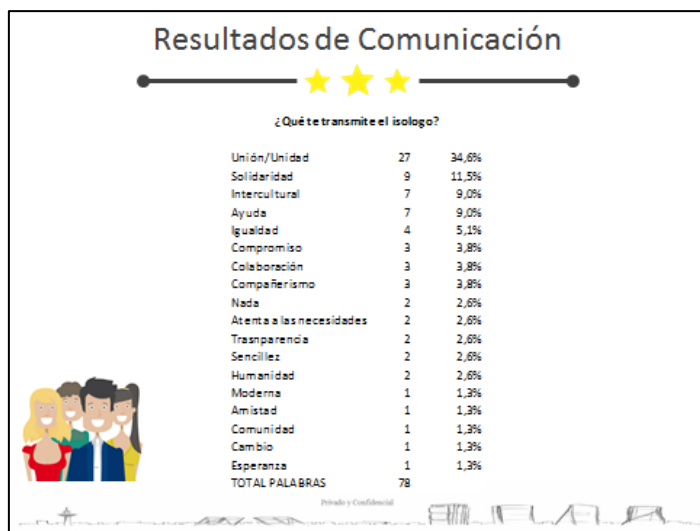 Resultados de Comunicación
¿Qué te transmite el isologo?
Unión/Unidad 27 34,6%
Solidaridad 9 11,5%
Intercultural 7 9,0%
Ayuda 7 9,0%
Igualdad 4 5,1%
Compromiso 3 3,8%
Colaboración 3 3,8%
Compañerismo 3 3,8%
Nada 2 2,6%
Atenta a las necesidades 2 2,6%
Trasnparencia 2 2,6%
Sencillez 2 2,6%
Humanidad 2 2,6%
Moderna 1 1,3%
Amistad 1 1,3%
Comunidad 1 1,3%
Cambio 1 1,3%
Esperanza 1 1,3%
TOTAL PALABRAS 78
Privado y Confidencial